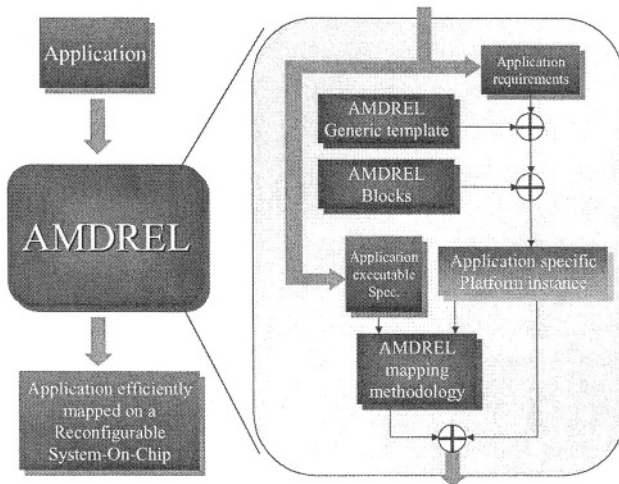 Application
AMDREL
Application efficiently
mapped on a
Reconfigurable
System-On-Chip
Application
requirements
AMDREL
Generic template
AMDREL
Blocks
Application
executable
Spec.
Application specific
Platform instance
AMDREL
mapping
methodology